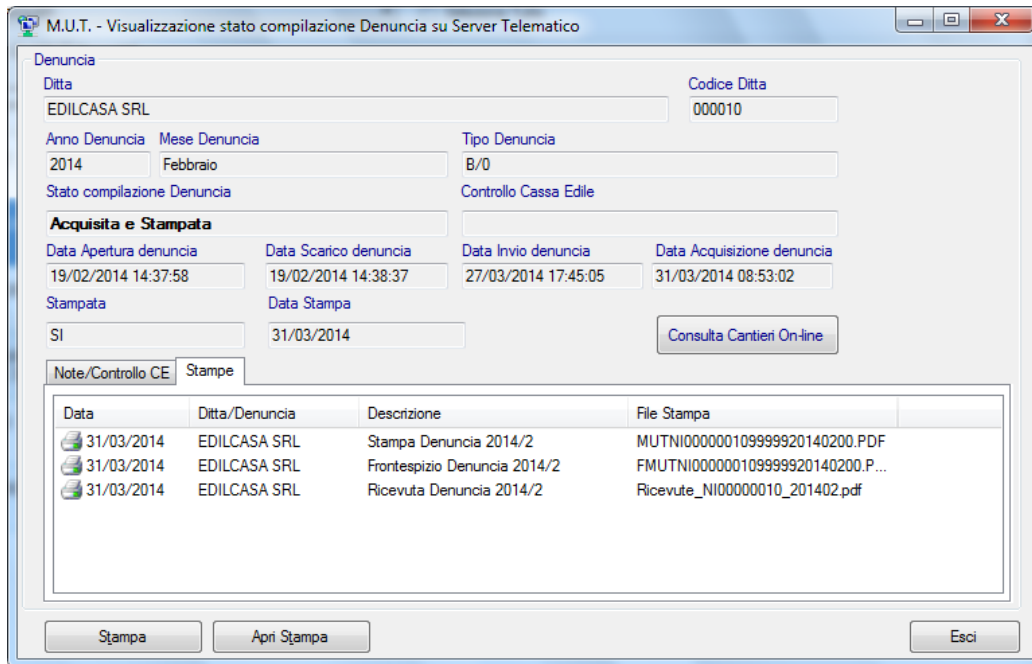 M.U.T. - Visualizzazione stato compilazione Denuncia su Server Telematico
Denuncia
Ditta Codice Ditta
EDILCASA SRL 000010
Anno Denuncia Mese Denuncia Tipo Denuncia
2014 Febbraio B/0
Stato compilazione Denuncia Controllo Cassa Edile
Acquisita e Stampata
Data Apertura denuncia Data Scarico denuncia Data Invio denuncia Data Acquisizione denuncia
19/02/2014 14:37:58 19/02/2014 14:38:37 27/03/2014 17:45:05 31/03/2014 08:53:02
Stampata Data Stampa
SI 31/03/2014 Consulta Cantieri On-line
Note/Controllo CE Stampe
Data Ditta/Denuncia Descrizione File Stampa
31/03/2014 EDILCASA SRL Stampa Denuncia 2014/2 MUTNI000000109999920140200.PDF
31/03/2014 EDILCASA SRL Frontespizio Denuncia 2014/2 FMUTNI000000109999920140200.P...
31/03/2014 EDILCASA SRL Ricevuta Denuncia 2014/2 Ricevute_NI00000010_201402.pdf
Stampa Apri Stampa Esci